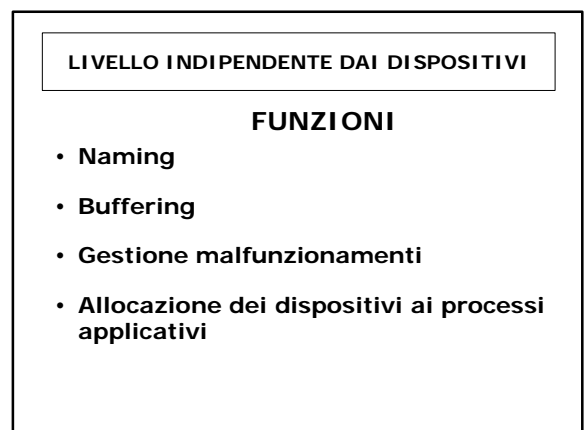 LIVELLO INDIPENDENTE DAI DISPOSITIVI
FUNZIONI
• Naming
• Buffering
• Gestione malfunzionamenti
• Allocazione dei dispositivi ai processi
applicativi